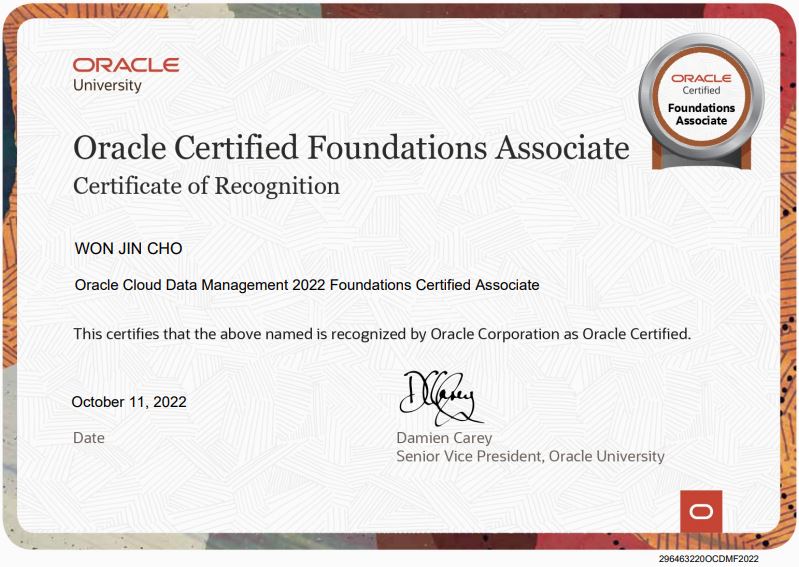 ORACLE
University
ORACLE
Certified
Foundations
Associate
Oracle Certified Foundations Associate
Certificate of Recognition
WON JIN CHO
Oracle Cloud Data Management 2022 Foundations Certified Associate
This certifies that the above named is recognized by Oracle Corporation as Oracle Certified.
DCarey
October 11, 2022
Date
Damien Carey
Senior Vice President, Oracle University
296463220OCDMF2022